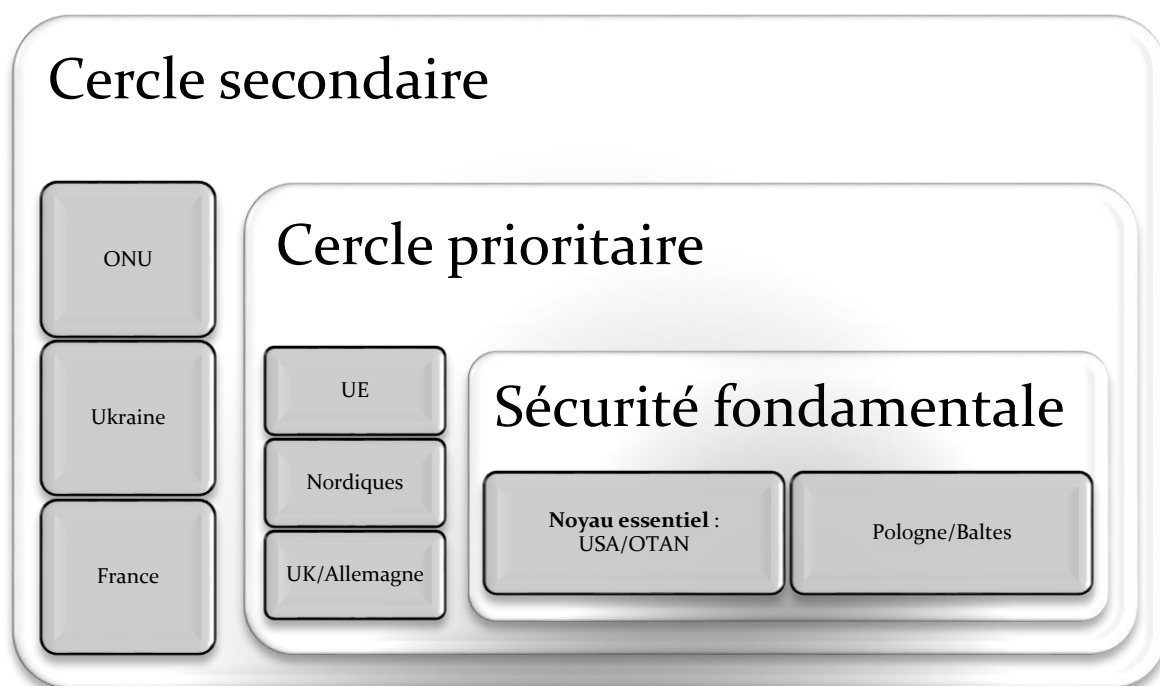 Cercle secondaire
ONU
Ukraine
France
Cercle prioritaire
UE
Nordiques
UK/Allemagne
Sécurité fondamentale
Noyau essentiel :
USA/OTAN
Pologne/Baltes